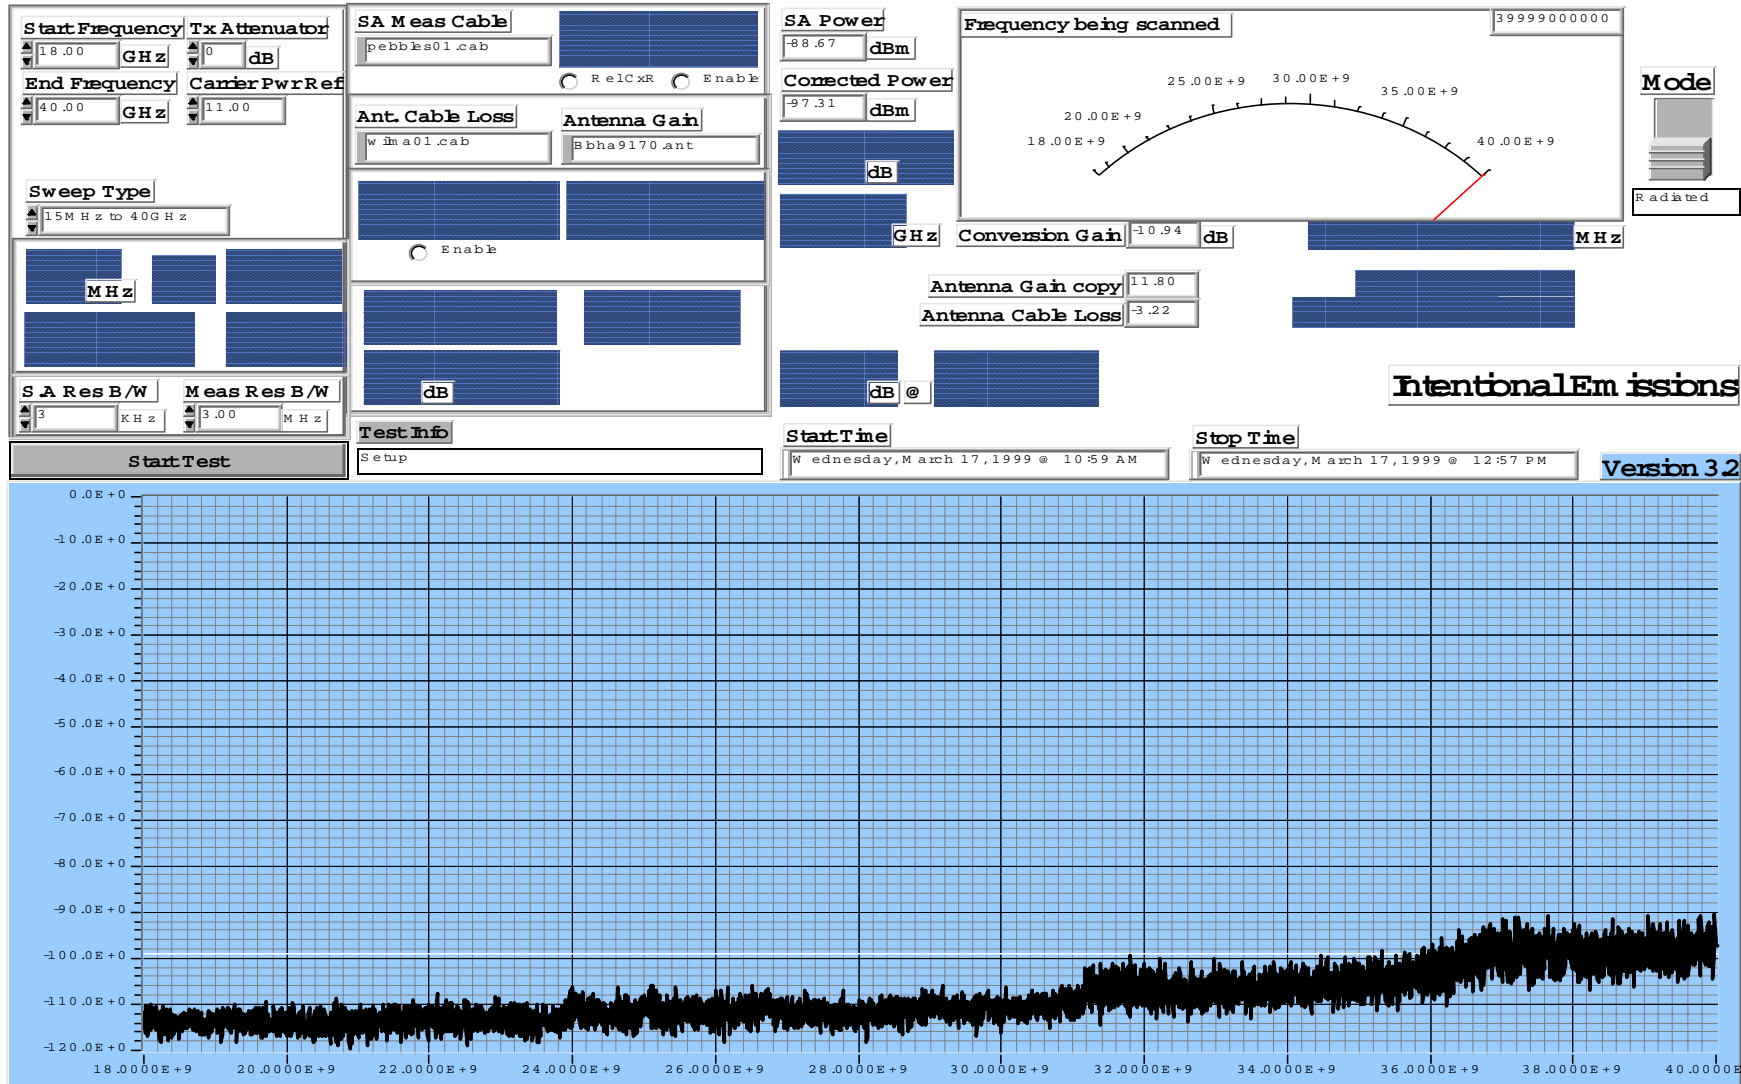 Start Frequency
18.00
GHz
Tx Attenuator
0
dB
End Frequency
40.00
GHz
Carrier Pwr Ref
11.00
Sweep Type
15MHz to 40GHz
MHz
S.A Res B/W
3
KHz
Meas Res B/W
3.00
MHz
Start Test
SA Meas Cable
pebbles01.cab
RelCxR
Enable
Ant. Cable Loss
wilma01.cab
Antenna Gain
Bbha9170.ant
Enable
dB
Test Info
Setup
SA Power
-88.67
dBm
Corrected Power
-97.31
dBm
dB
GHz
Frequency being scanned
39999000000
18.00E+9
20.00E+9
25.00E+9
30.00E+9
35.00E+9
40.00E+9
Mode
Radiated
Conversion Gain
-10.94
dB
MHz
Antenna Gain copy
11.80
Antenna Cable Loss
-3.22
dB
@
Intentional Emissions
Start Time
Wednesday, March 17, 1999 @ 10:59 AM
Stop Time
Wednesday, March 17, 1999 @ 12:57 PM
Version 3.2
0.0E+0
-10.0E+0
-20.0E+0
-30.0E+0
-40.0E+0
-50.0E+0
-60.0E+0
-70.0E+0
-80.0E+0
-90.0E+0
-100.0E+0
-110.0E+0
-120.0E+0
18.0000E+9
20.0000E+9
22.0000E+9
24.0000E+9
26.0000E+9
28.0000E+9
30.0000E+9
32.0000E+9
34.0000E+9
36.0000E+9
38.0000E+9
40.0000E